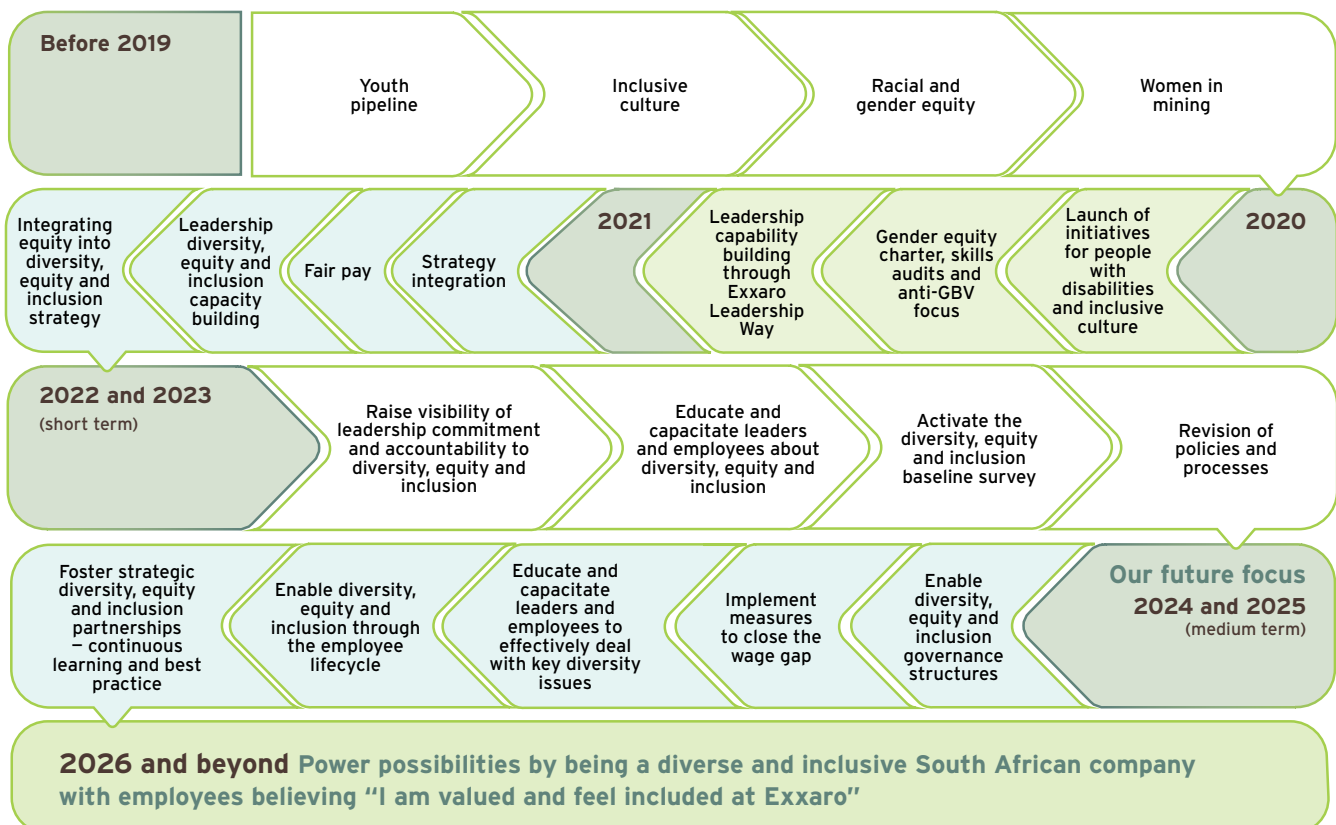 Before 2019
Youth
pipeline
Inclusive
culture
Racial and
gender equity
Women in
mining
2020
Launch of
initiatives
for people
with
disabilities
and inclusive
culture
Gender equity
charter, skills
audits and
anti-GBV
focus
Leadership
capability
building
through
Exxaro
Leadership
Way
2021
Strategy
integration
Fair pay
Leadership
diversity,
equity and
inclusion
capacity
building
Integrating
equity into
diversity,
equity and
inclusion
strategy
2022 and 2023
(short term)
Raise visibility of
leadership commitment
and accountability to
diversity, equity and
inclusion
Educate and
capacitate leaders
and employees about
diversity, equity and
inclusion
Activate the
diversity, equity
and inclusion
baseline survey
Revision of
policies and
processes
Our future focus
2024 and 2025
(medium term)
Enable
diversity,
equity and
inclusion
governance
structures
Implement
measures
to close the
wage gap
Educate and
capacitate
leaders and
employees to
effectively deal
with key diversity
issues
Enable diversity,
equity and
inclusion through
the employee
lifecycle
Foster strategic
diversity, equity
and inclusion
partnerships
– continuous
learning and best
practice
2026 and beyond Power possibilities by being a diverse and inclusive South African company
with employees believing “I am valued and feel included at Exxaro”